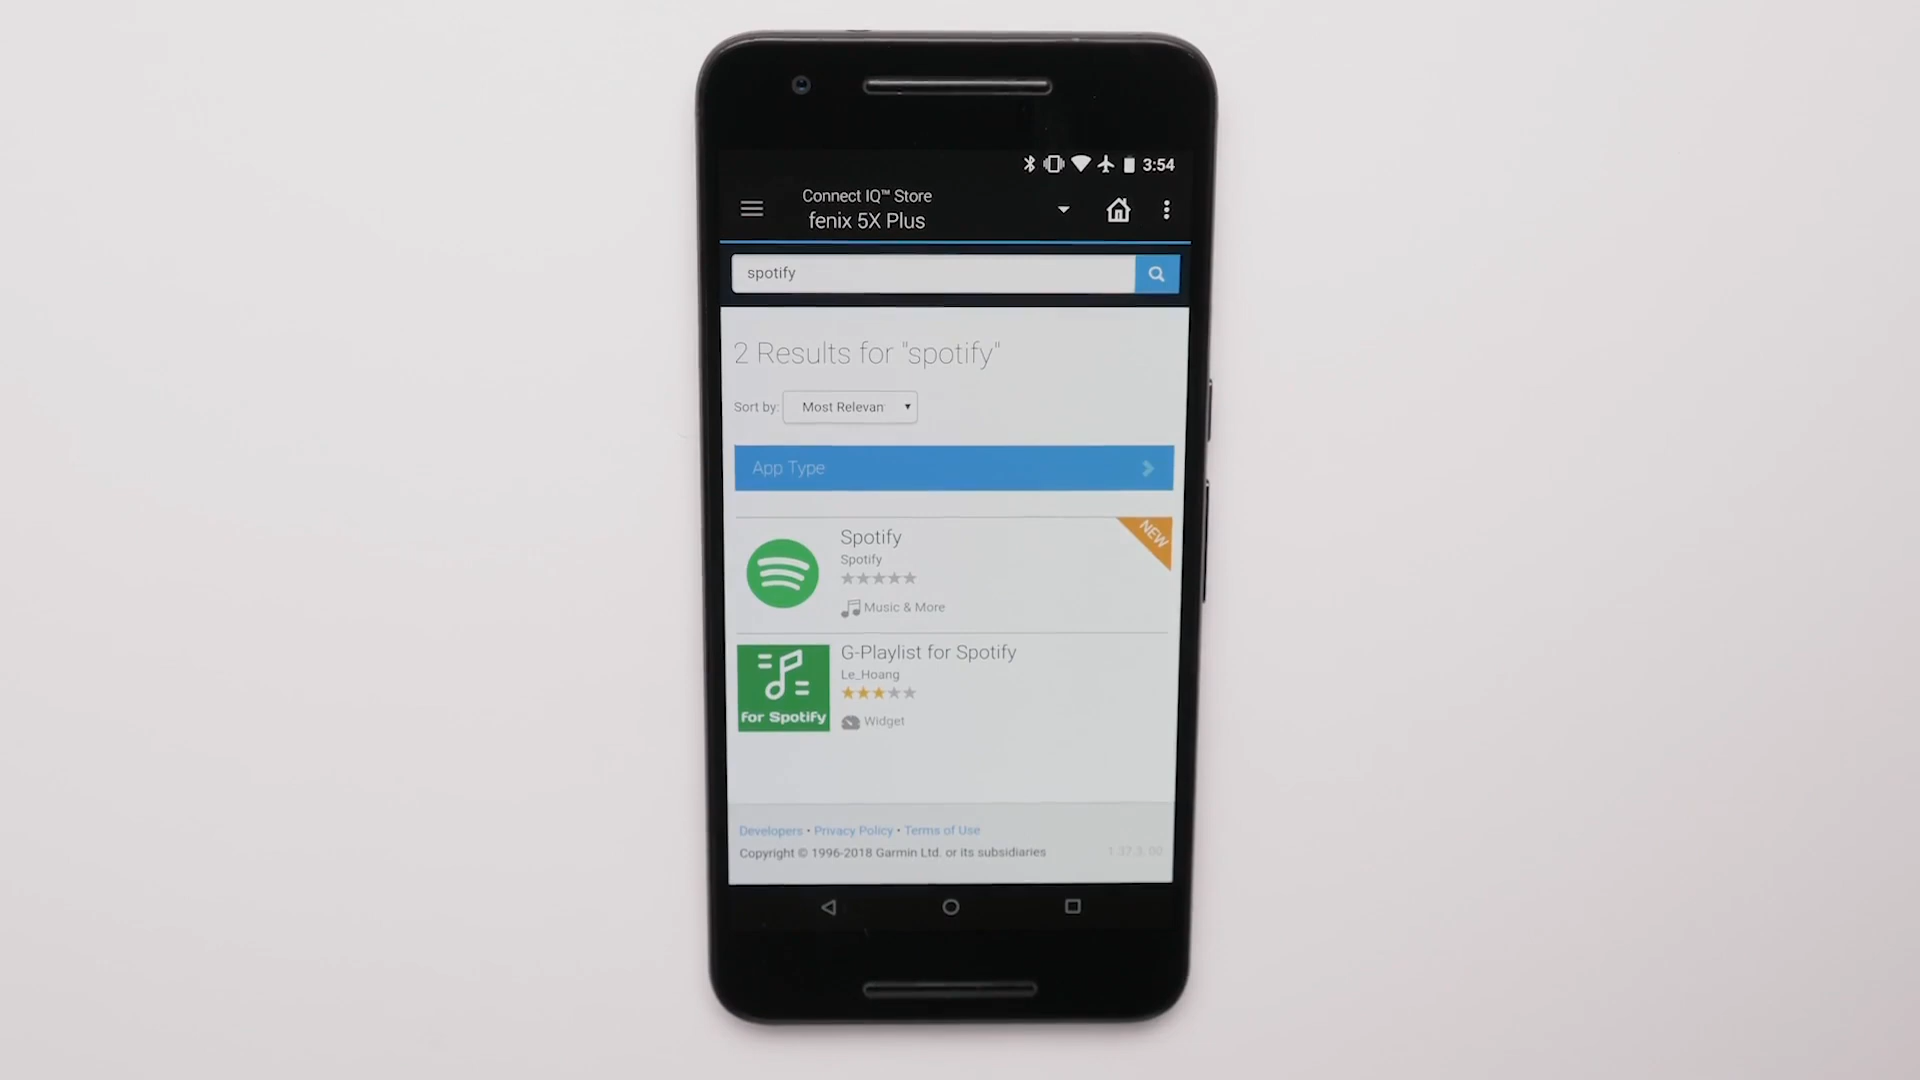 3:54
Connect IQ™ Store
fenix 5X Plus
spotify
2 Results for "spotify"
Sort by: Most Relevan
App Type
NEW
Spotify
Spotify
Music & More
G-Playlist for Spotify
Le_Hoang
for Spotify
Widget
Developers • Privacy Policy • Terms of Use
Copyright © 1996-2018 Garmin Ltd. or its subsidiaries